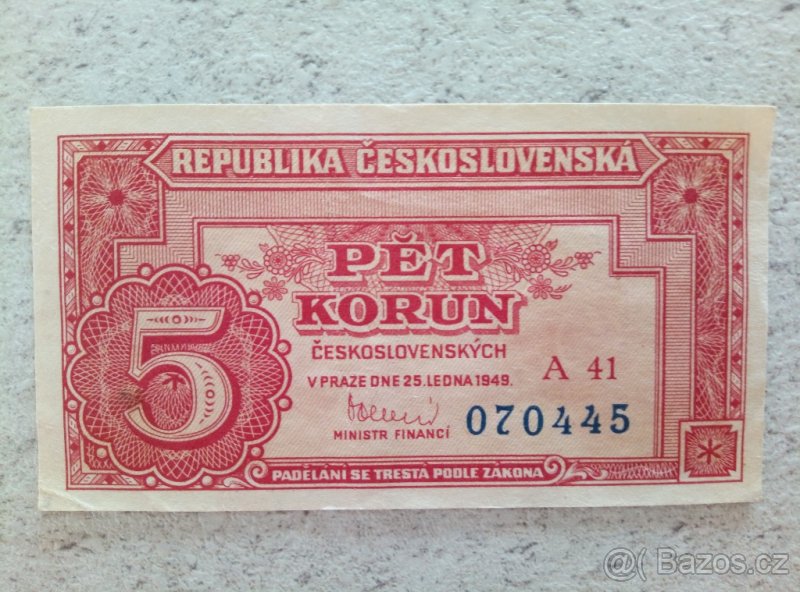 REPUBLIKA ČESKOSLOVENSKÁ
PĚT
KORUN
ČESKOSLOVENSKÝCH
V PRAZE DNE 25. LEDNA 1949.
A 41
5
070445
MINISTR FINANCÍ
PADĚLÁNÍ SE TRESTÁ PODLE ZÁKONA
@ Bazos.cz